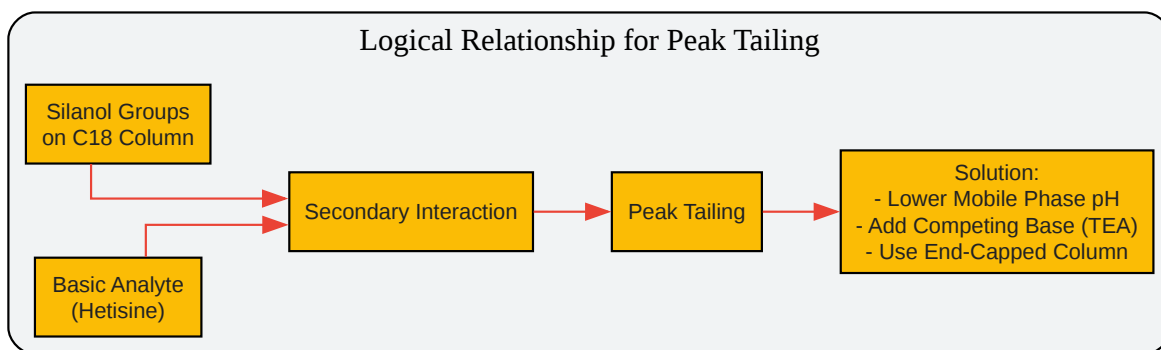 Logical Relationship for Peak Tailing
Silanol Groups
on C18 Column
Basic Analyte
(Hetisine)
Secondary Interaction
Peak Tailing
Solution:
- Lower Mobile Phase pH
- Add Competing Base (TEA)
- Use End-Capped Column